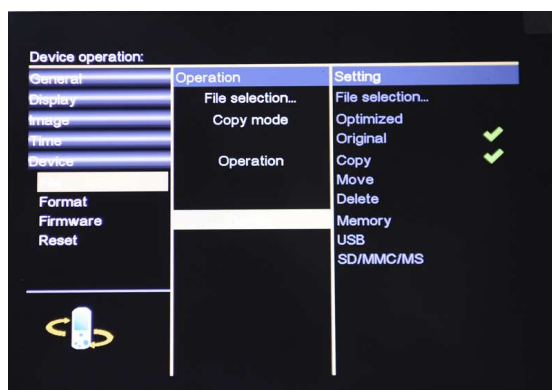 Device operation:
General
Display
Image
Time
Device
Format
Firmware
Reset
Operation
File selection...
Copy mode
Operation
Setting
File selection...
Optimized
Original
Copy
Move
Delete
Memory
USB
SD/MMC/MS